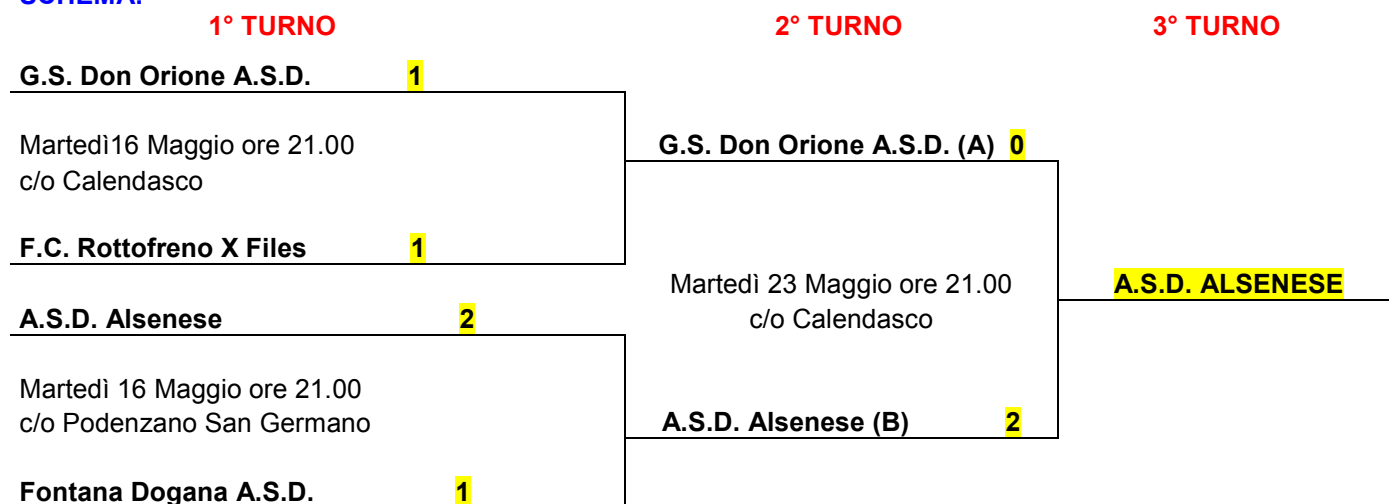 SCHEMA:
1° TURNO 2° TURNO 3° TURNO
G.S. Don Orione A.S.D. 1
Martedì16 Maggio ore 21.00
c/o Calendasco
G.S. Don Orione A.S.D. (A) 0
F.C. Rottofreno X Files 1
Martedì 23 Maggio ore 21.00
c/o Calendasco
A.S.D. ALSENESE
A.S.D. Alsenese 2
Martedì 16 Maggio ore 21.00
c/o Podenzano San Germano
A.S.D. Alsenese (B) 2
Fontana Dogana A.S.D. 1